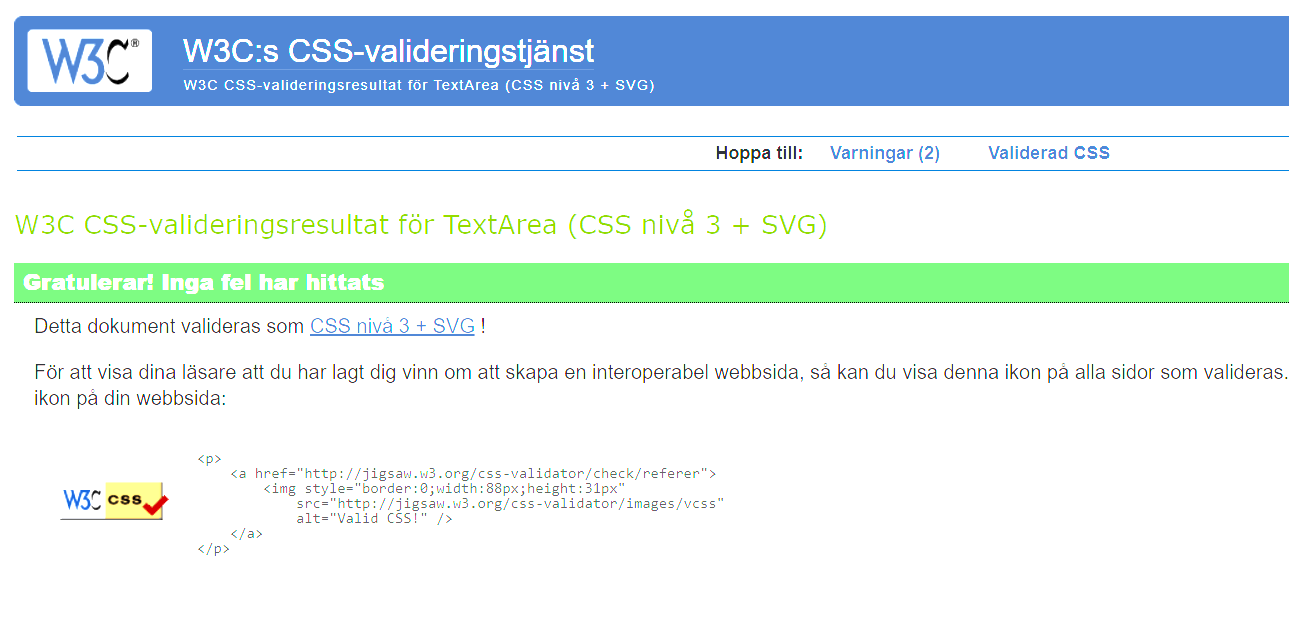 W3C®
W3C:s CSS-valideringstjänst
W3C CSS-valideringsresultat för TextArea (CSS nivå 3 + SVG)
Hoppa till: Varningar (2) Validerad CSS
W3C CSS-valideringsresultat för TextArea (CSS nivå 3 + SVG)
Gratulerar! Inga fel har hittats
Detta dokument valideras som CSS nivå 3 + SVG !
För att visa dina läsare att du har lagt dig vinn om att skapa en interoperabel webbsida, så kan du visa denna ikon på alla sidor som valideras.
ikon på din webbsida:
W3C css
<p>
<a href="http://jigsaw.w3.org/css-validator/check/referer">
<img style="border:0;width:88px;height:31px"
src="http://jigsaw.w3.org/css-validator/images/vcss"
alt="Valid CSS!" />
</a>
</p>